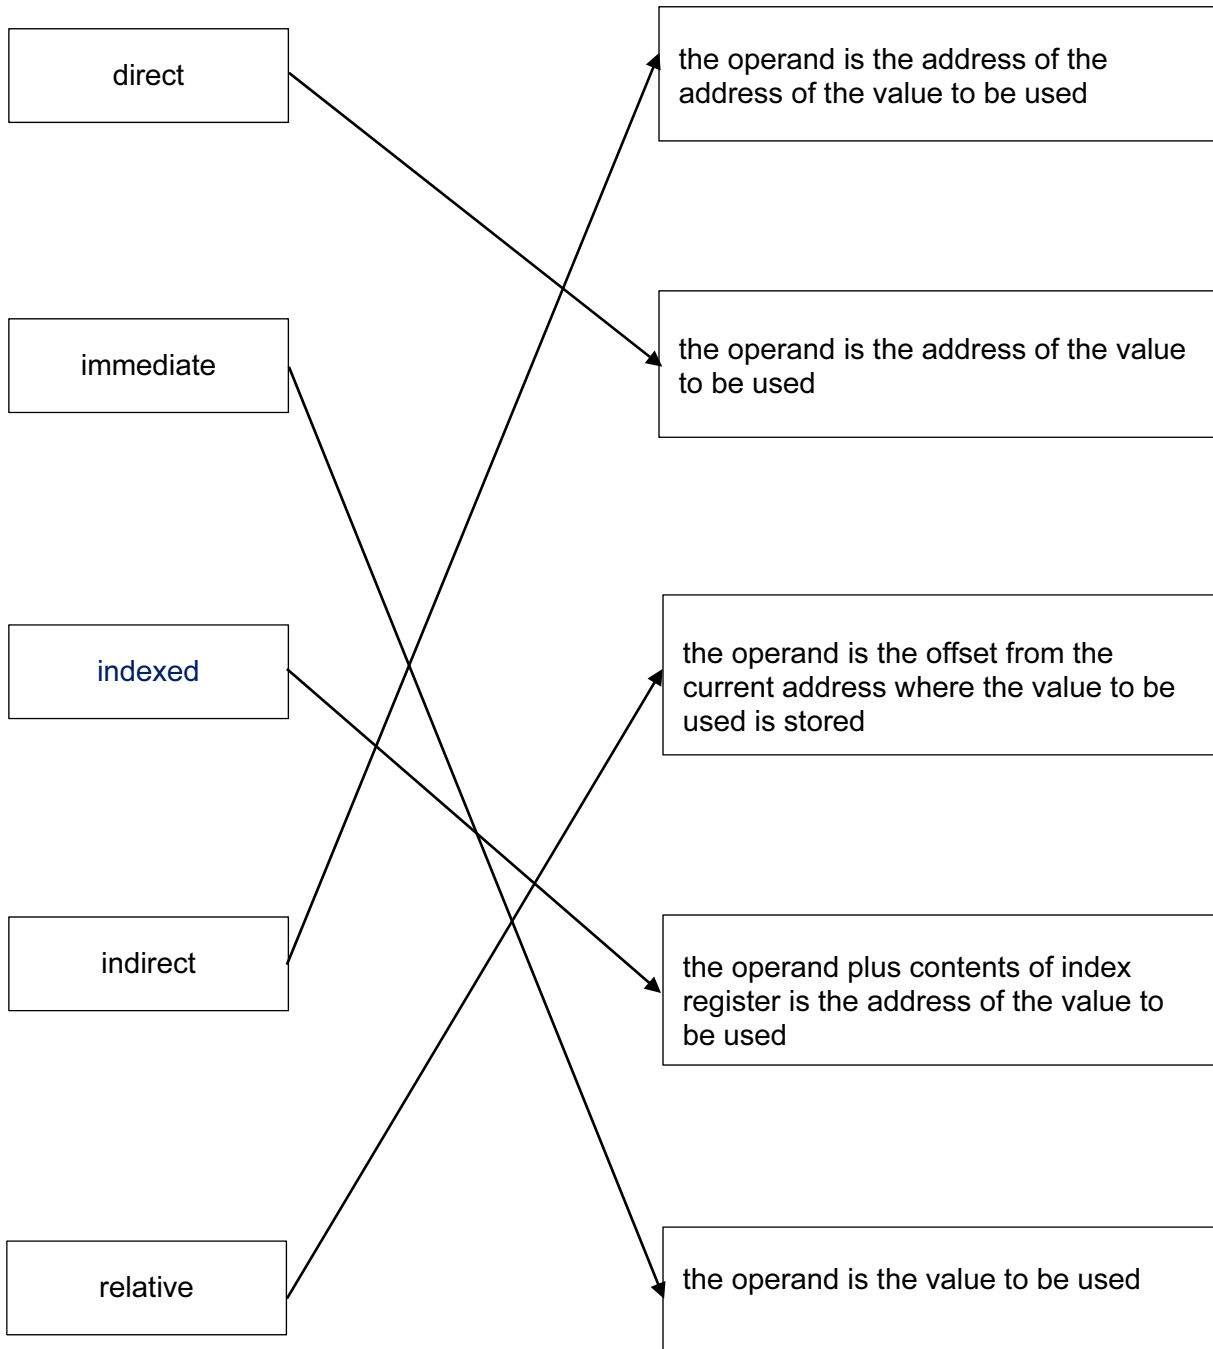 direct
the operand is the address of the
address of the value to be used
immediate
the operand is the address of the value
to be used
indexed
the operand is the offset from the
current address where the value to be
used is stored
indirect
the operand plus contents of index
register is the address of the value to
be used
relative
the operand is the value to be used